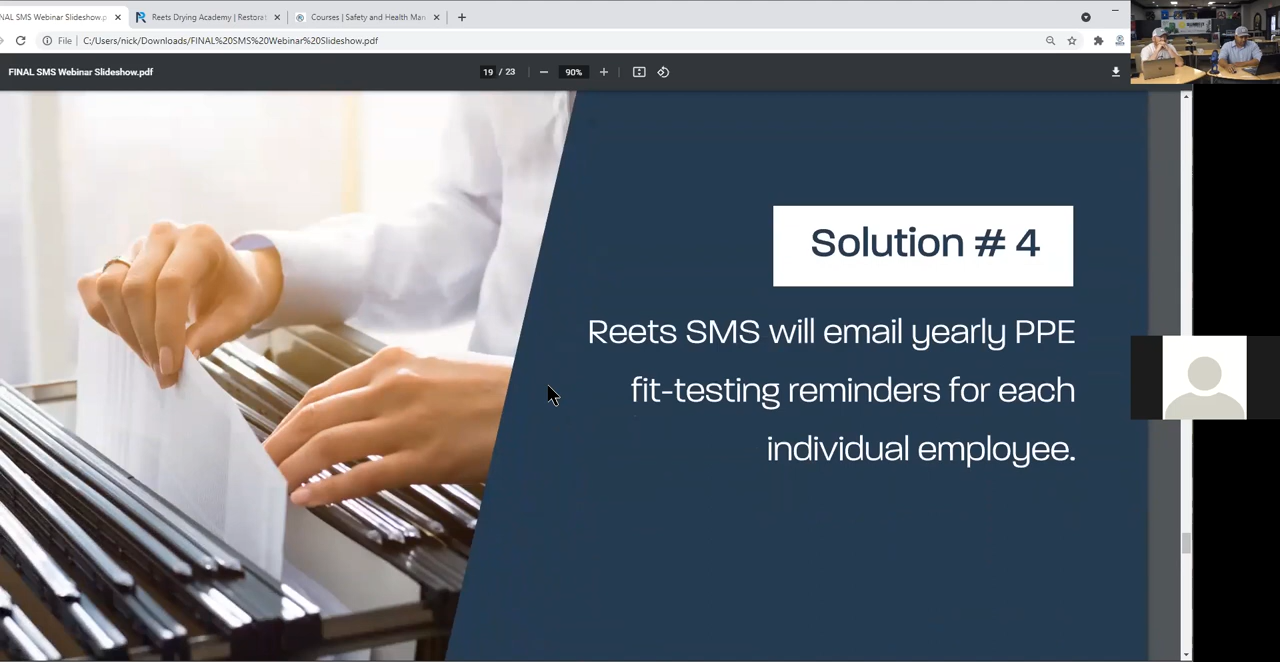 NAL SMS Webinar Slideshow.p
Reets Drying Academy | Restorat
Courses | Safety and Health Man
File
C:/Users/nick/Downloads/FINAL%20SMS%20Webinar%20Slideshow.pdf
FINAL SMS Webinar Slideshow.pdf
19 / 23
90%
Solution # 4
Reets SMS will email yearly PPE
fit-testing reminders for each
individual employee.